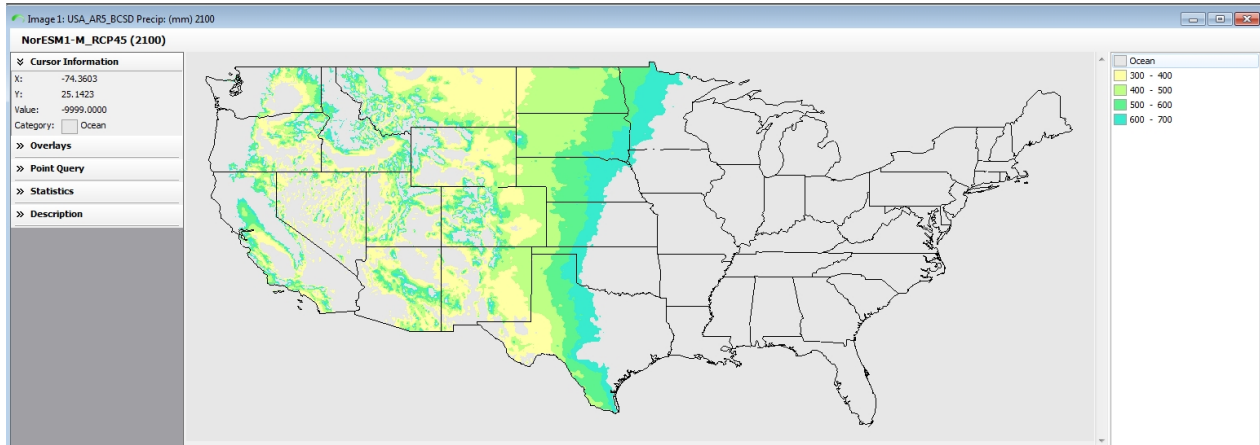 Image 1: USA_AR5_BCSD Precip: (mm) 2100
NorESM1-M_RCP45 (2100)
Cursor Information
X: -74.3603
Y: 25.1423
Value: -9999.0000
Category: Ocean
Overlays
Point Query
Statistics
Description
Ocean
300 - 400
400 - 500
500 - 600
600 - 700